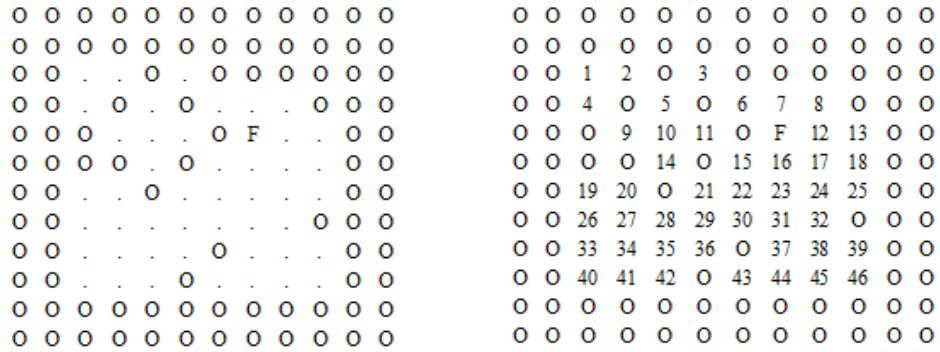 O O O O O O O O O O O O
O O O O O O O O O O O O
O O . . O . O O O O O O
O O . O . O . . . O O O
O O O . . . O F . . O O
O O O O . O . . . . O O
O O . . O . . . . . O O
O O . . . . . . . O O O
O O . . . . O . . . O O
O O . . . O . . . . O O
O O O O O O O O O O O O
O O O O O O O O O O O O
O O O O O O O O O O O O
O O O O O O O O O O O O
O O 1 2 O 3 O O O O O O
O O 4 O 5 O 6 7 8 O O O
O O O 9 10 11 O F 12 13 O O
O O O O 14 O 15 16 17 18 O O
O O 19 20 O 21 22 23 24 25 O O
O O 26 27 28 29 30 31 32 O O O
O O 33 34 35 36 O 37 38 39 O O
O O 40 41 42 O 43 44 45 46 O O
O O O O O O O O O O O O
O O O O O O O O O O O O